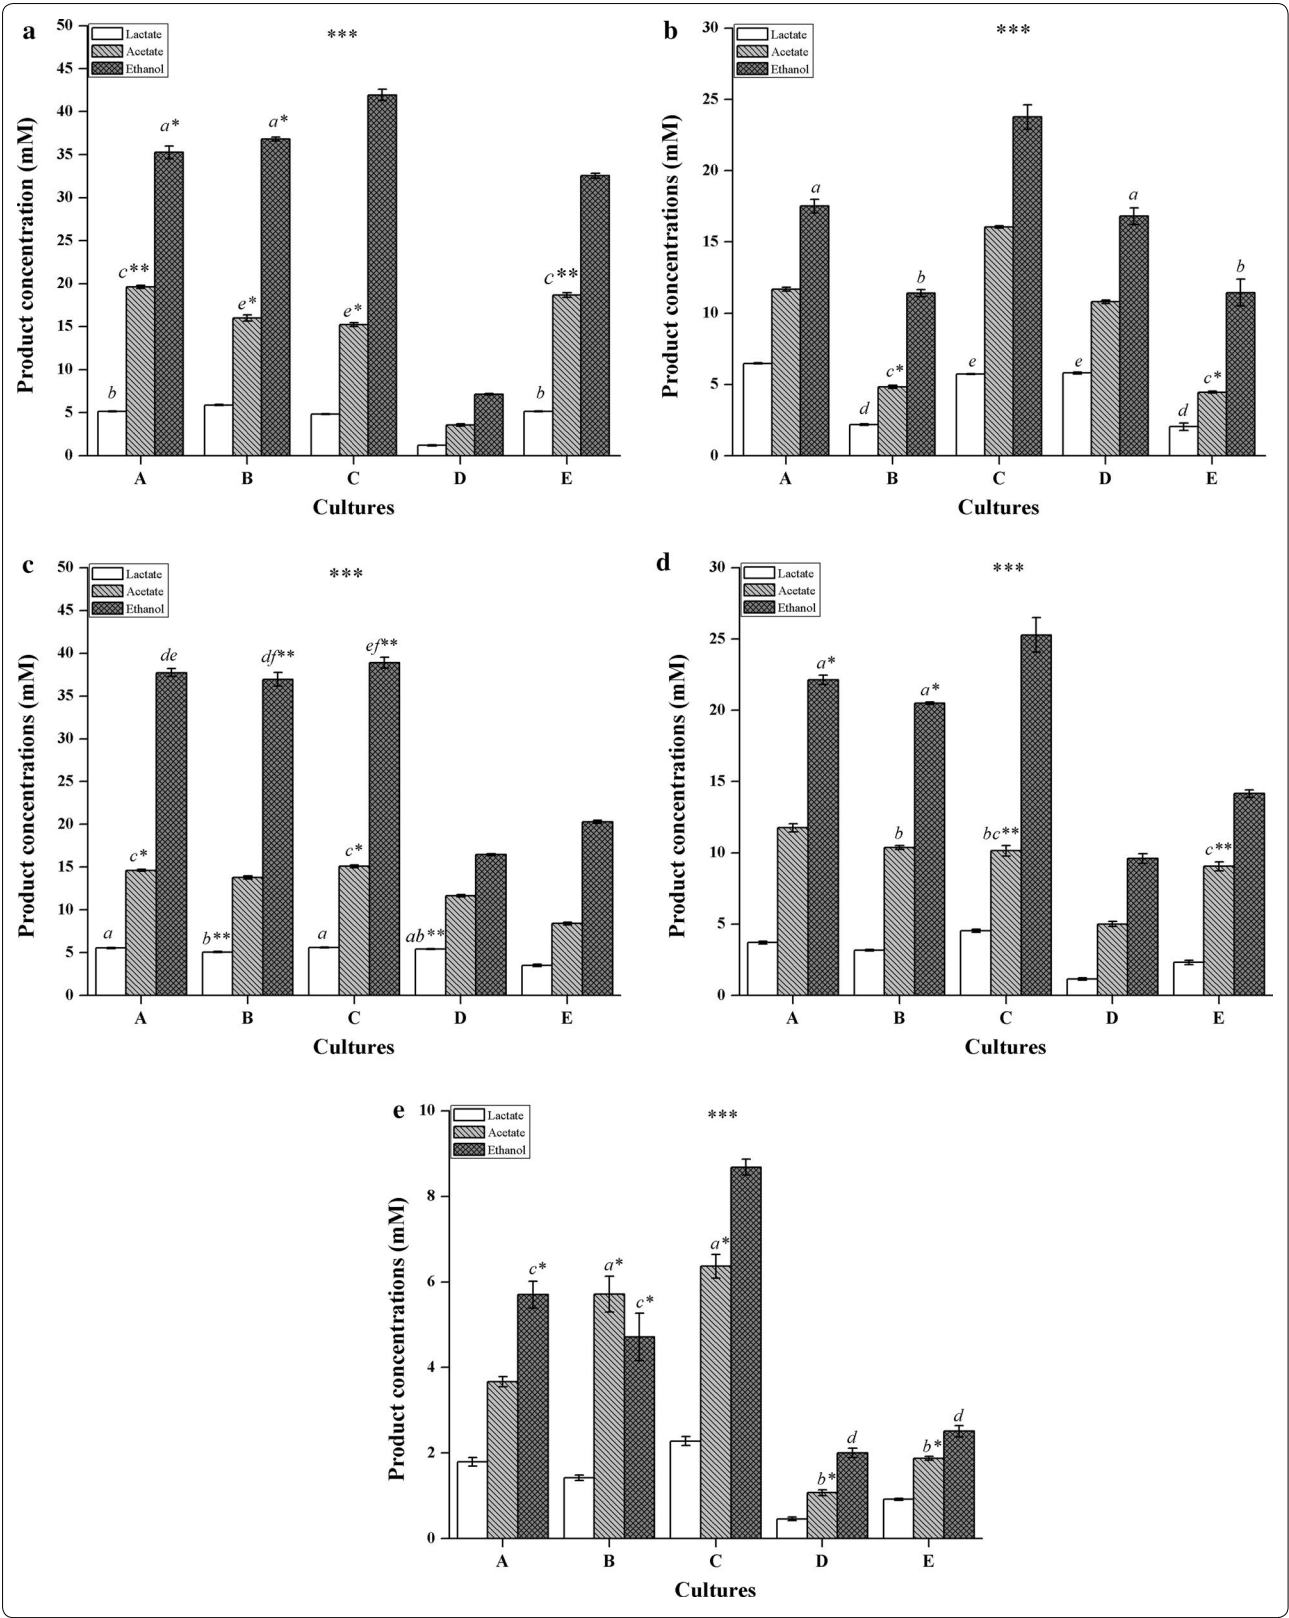 a
50
45
40
35
30
25
20
15
10
5
0
Product concentration (mM)
Lactate
Acetate
Ethanol
***
b
c**
a*
e*
a*
e*
b
c**
A B C D E
Cultures
b
30
25
20
15
10
5
0
Product concentrations (mM)
Lactate
Acetate
Ethanol
***
a
d
c*
b
e
e
a
d
c*
b
A B C D E
Cultures
c
50
45
40
35
30
25
20
15
10
5
0
Product concentrations (mM)
Lactate
Acetate
Ethanol
***
a
c*
de
b**
df**
a
c*
ef**
ab**
A B C D E
Cultures
d
30
25
20
15
10
5
0
Product concentrations (mM)
Lactate
Acetate
Ethanol
***
a*
b
a*
bc**
c**
A B C D E
Cultures
e
10
8
6
4
2
0
Product concentrations (mM)
Lactate
Acetate
Ethanol
***
c*
a*
c*
a*
b*
d
b*
d
A B C D E
Cultures